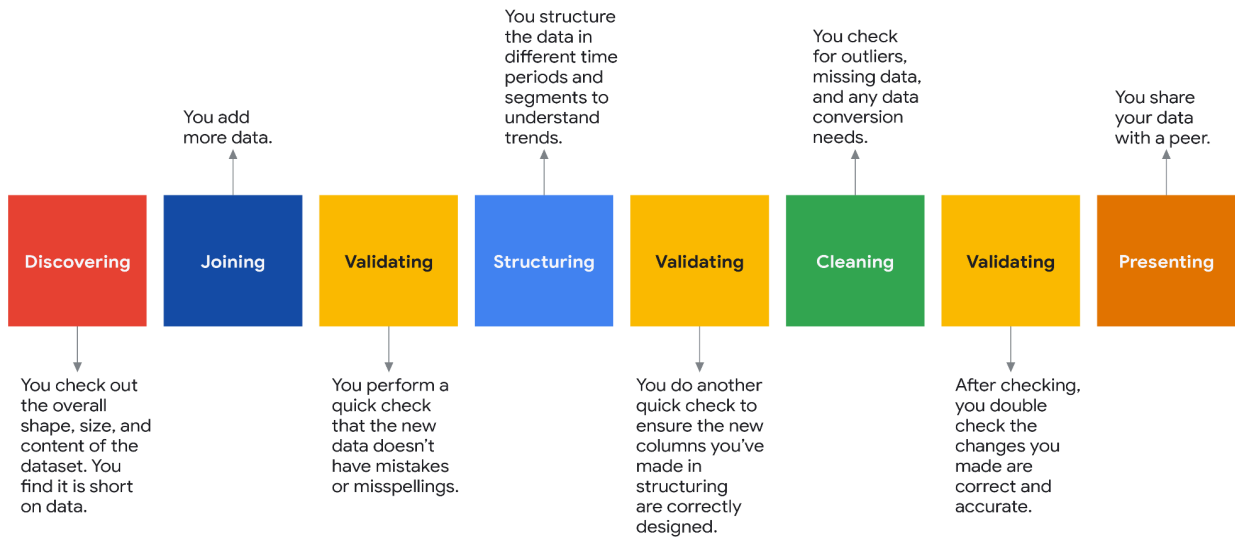 You check out
the overall
shape, size, and
content of the
dataset. You
find it is short
on data.
Discovering
You add
more data.
Joining
Validating
You perform a
quick check
that the new
data doesn't
have mistakes
or misspellings.
You structure
the data in
different time
periods and
segments to
understand
trends.
Structuring
Validating
You do another
quick check to
ensure the new
columns you've
made in
structuring
are correctly
designed.
You check
for outliers,
missing data,
and any data
conversion
needs.
Cleaning
Validating
After checking,
you double
check the
changes you
made are
correct and
accurate.
You share
your data
with a peer.
Presenting